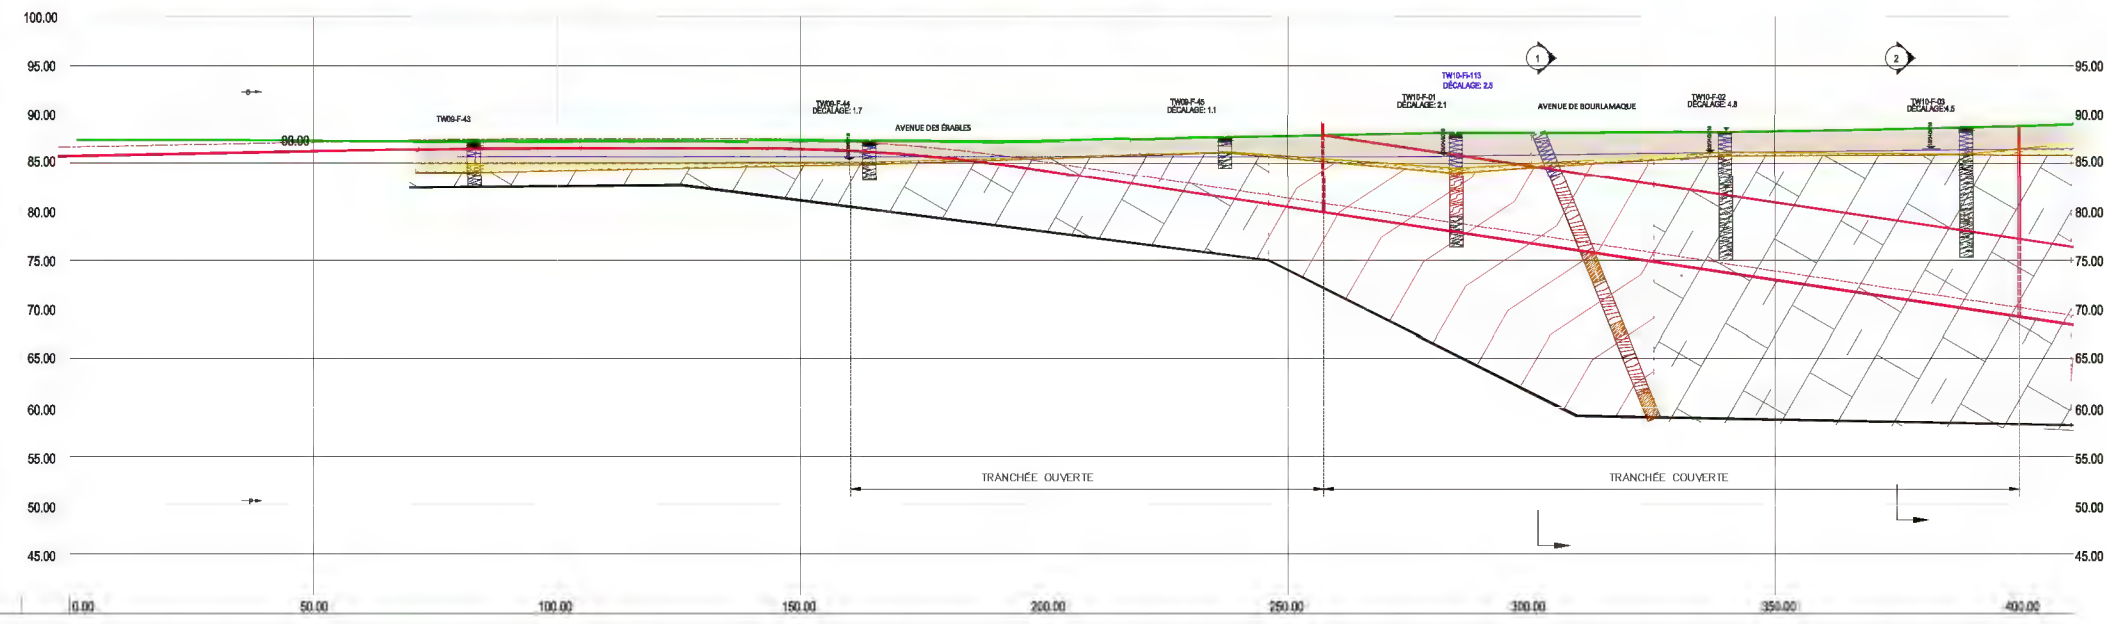 100.00
95.00
90.00
85.00
80.00
75.00
70.00
65.00
60.00
55.00
50.00
45.00
TW09-F-43
TW09-F-44
DÉCALAGE: 1.7
AVENUE DES ÉRABLES
TW09-F-45
DÉCALAGE: 1.1
TW10-FI-113
TW10-F-01
DÉCALAGE: 2.1
1
AVENUE DE BOURLAMAQUE
TW10-F-02
DÉCALAGE: 4.8
2
TW10-F-03
DÉCALAGE:4.5
TRANCHÉE OUVERTE
TRANCHÉE COUVERTE
95.00
90.00
85.00
80.00
75.00
70.00
65.00
60.00
55.00
50.00
45.00
0.00
50.00
100.00
150.00
200.00
250.00
300.00
350.00
400.00